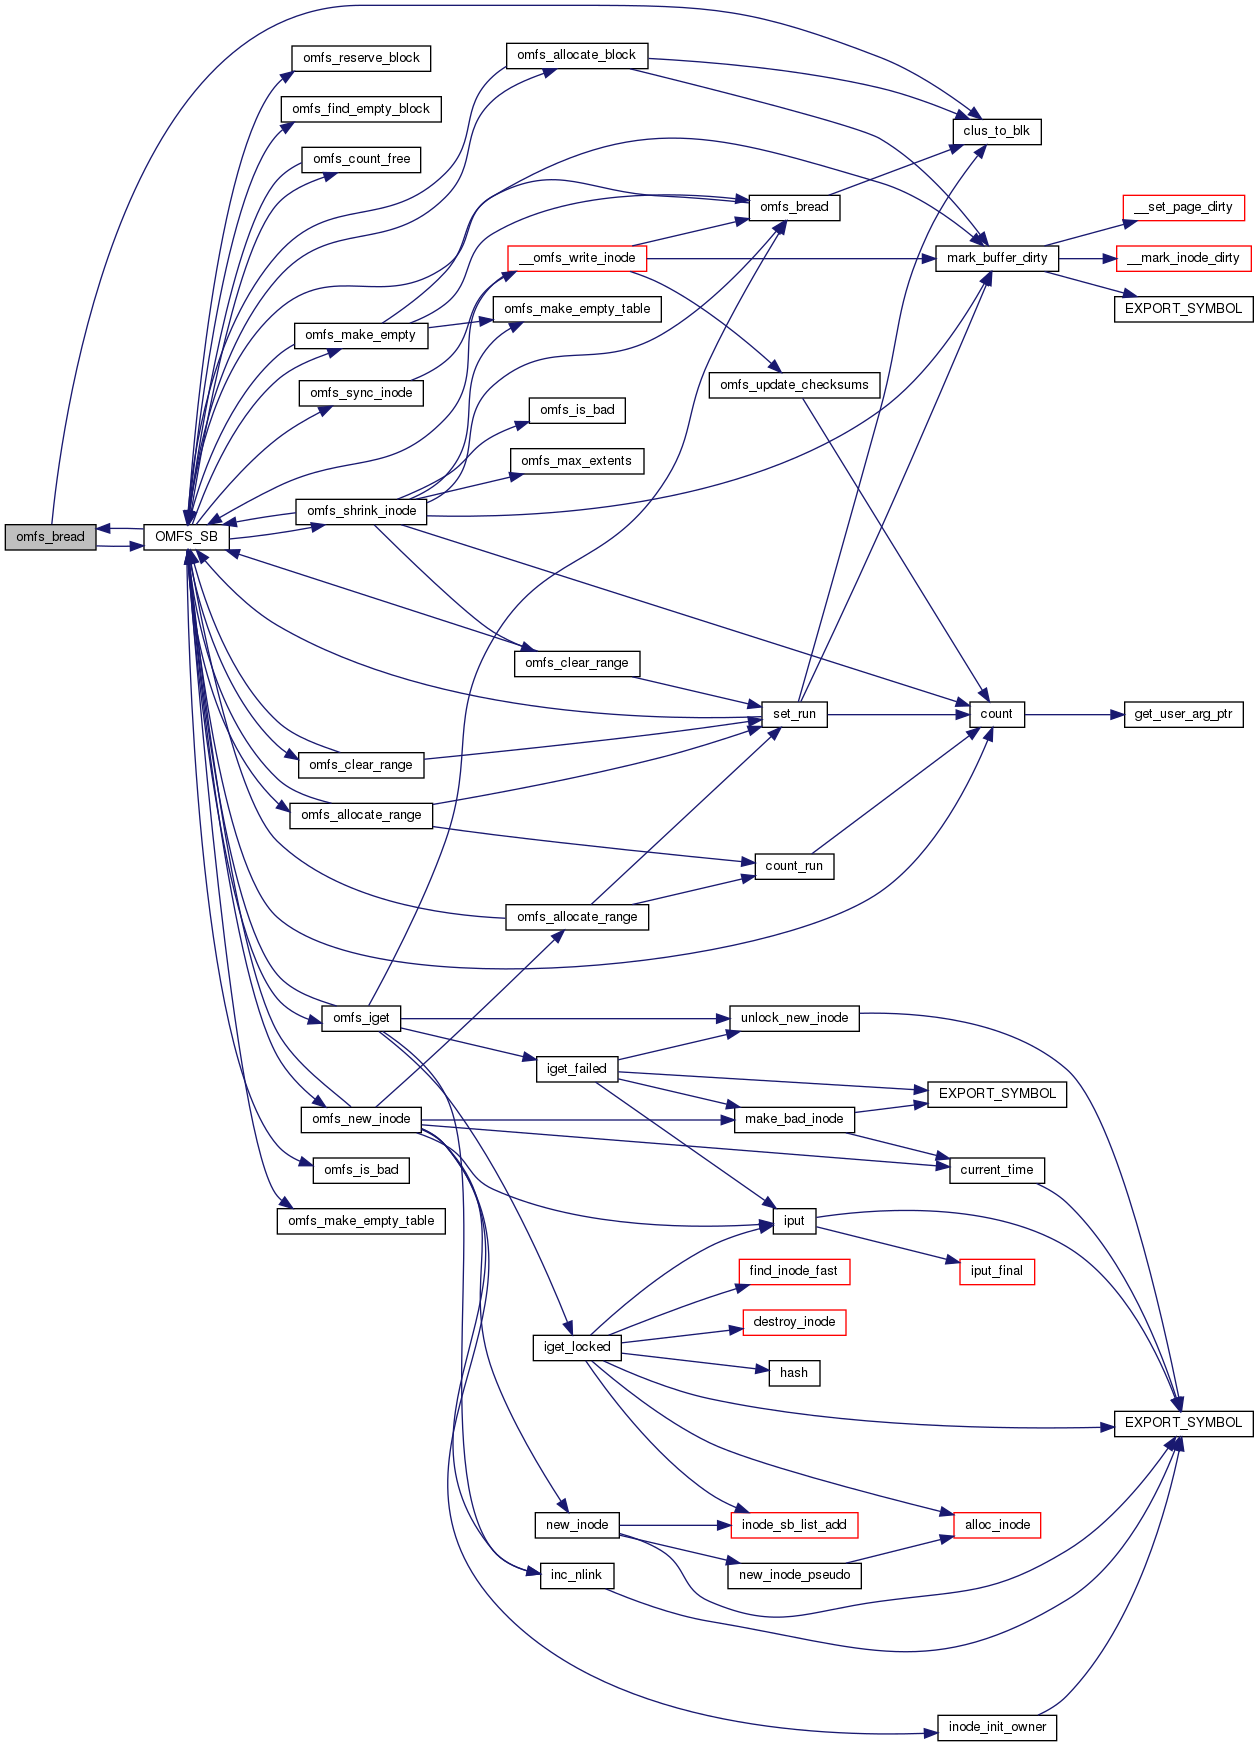 omfs_reserve_block
omfs_allocate_block
omfs_find_empty_block
clus_to_blk
omfs_count_free
omfs_bread
__set_page_dirty
__omfs_write_inode
mark_buffer_dirty
__mark_inode_dirty
omfs_make_empty_table
EXPORT_SYMBOL
omfs_make_empty
omfs_sync_inode
omfs_update_checksums
omfs_is_bad
omfs_max_extents
omfs_shrink_inode
omfs_bread
OMFS_SB
omfs_clear_range
set_run
count
get_user_arg_ptr
omfs_clear_range
omfs_allocate_range
count_run
omfs_allocate_range
omfs_iget
unlock_new_inode
iget_failed
EXPORT_SYMBOL
omfs_new_inode
make_bad_inode
omfs_is_bad
current_time
omfs_make_empty_table
iput
find_inode_fast
iput_final
destroy_inode
iget_locked
hash
EXPORT_SYMBOL
new_inode
inode_sb_list_add
alloc_inode
inc_nlink
new_inode_pseudo
inode_init_owner